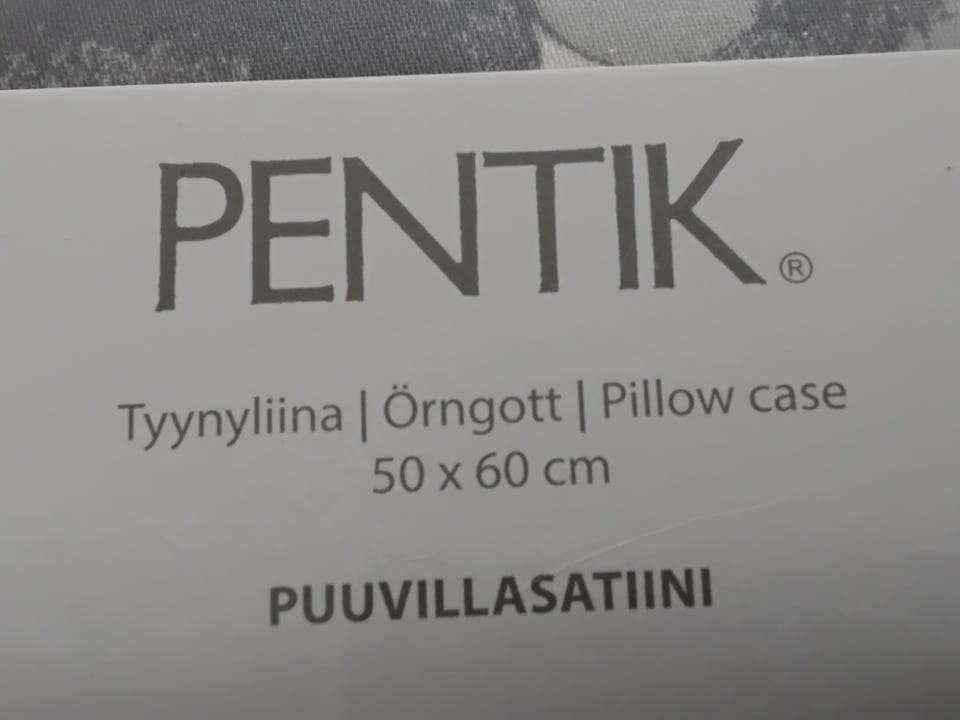 PENTIK®
Tyynyliina | Örngott | Pillow case
50 x 60 cm
PUUVILLASATIINI